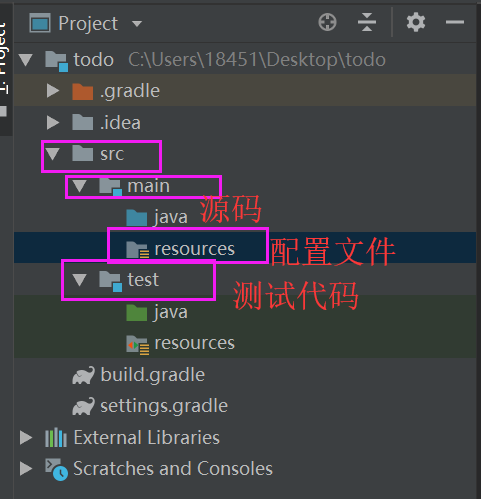 1: Project
Project
todo C:\Users\18451\Desktop\todo
.gradle
.idea
src
main
java 源码
resources 配置文件
test 测试代码
java
resources
build.gradle
settings.gradle
External Libraries
Scratches and Consoles